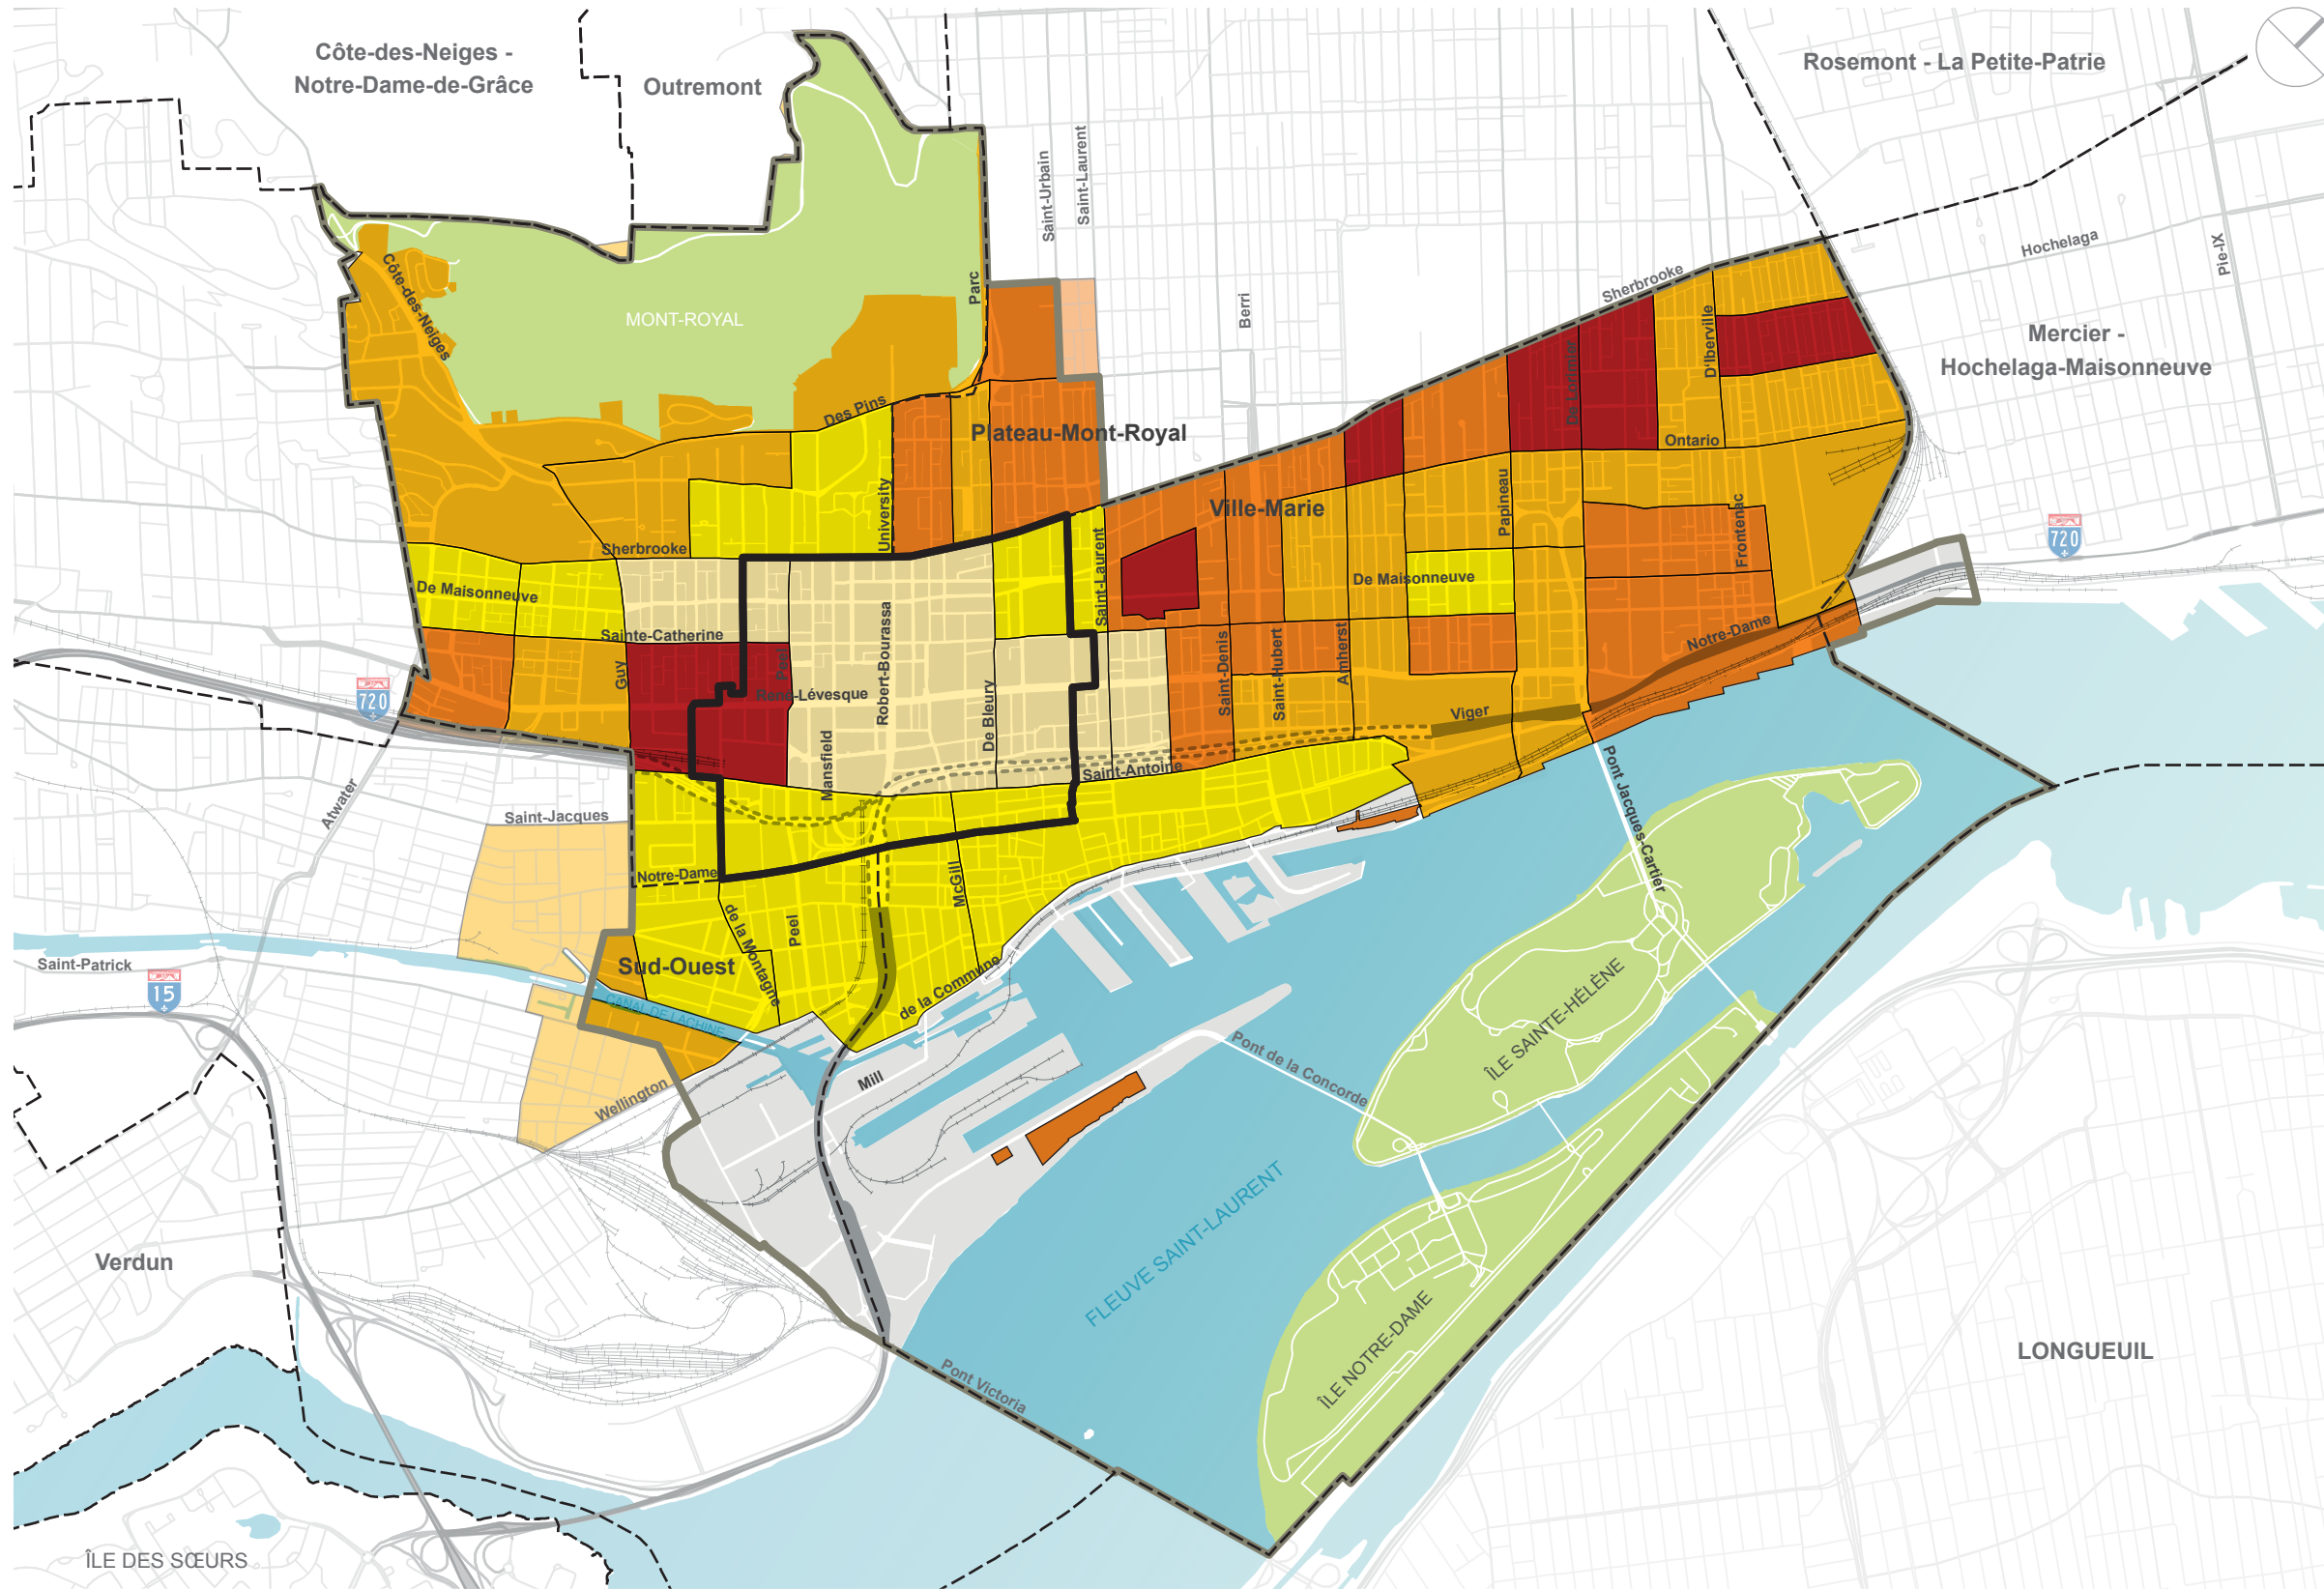 Côte-des-Neiges -
Notre-Dame-de-Grâce
Outremont
Rosemont - La Petite-Patrie
Saint-Urbain
Saint-Laurent
Hochelaga
Pie-IX
Côte-des-Neiges
Parc
Sherbrooke
Berri
MONT-ROYAL
D'Iberville
De Lorimier
Mercier -
Hochelaga-Maisonneuve
Des Pins
Plateau-Mont-Royal
Ontario
University
Ville-Marie
Papineau
Frontenac
720
Sherbrooke
De Maisonneuve
Saint-Laurent
De Maisonneuve
Sainte-Catherine
Guy
Peel
Robert-Bourassa
René-Lévesque
De Bleury
Saint-Denis
Saint-Hubert
Amherst
Notre-Dame
720
Viger
Mansfield
Saint-Antoine
Pont Jacques-Cartier
Atwater
Saint-Jacques
Notre-Dame
McGill
de la Montagne
Peel
Saint-Patrick
15
Sud-Ouest
de la Commune
CANAL DE LACHINE
ÎLE SAINTE-HÉLÈNE
Pont de la Concorde
Mill
Wellington
FLEUVE SAINT-LAURENT
Verdun
ÎLE NOTRE-DAME
LONGUEUIL
Pont Victoria
ÎLE DES SŒURS